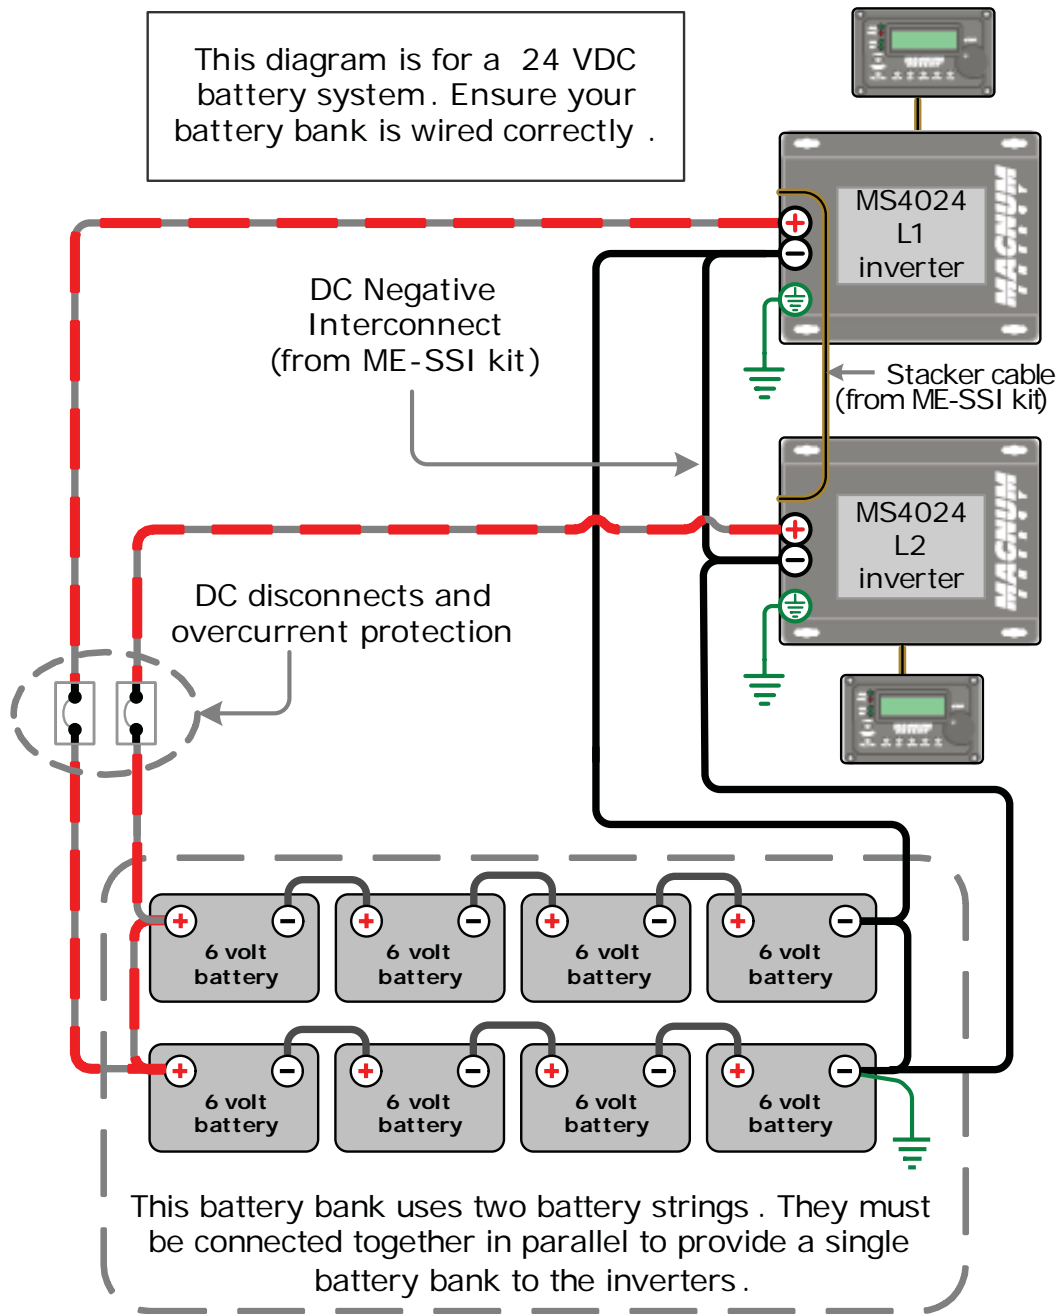 This diagram is for a 24 VDC
battery system. Ensure your
battery bank is wired correctly .
MS4024
L1
inverter
MAGNUM
DC Negative
Interconnect
(from ME-SSI kit)
Stacker cable
(from ME-SSI kit)
MS4024
L2
inverter
MAGNUM
DC disconnects and
overcurrent protection
+ − + − + − + −
6 volt
battery
6 volt
battery
6 volt
battery
6 volt
battery
+ − + − + − + −
6 volt
battery
6 volt
battery
6 volt
battery
6 volt
battery
This battery bank uses two battery strings . They must
be connected together in parallel to provide a single
battery bank to the inverters .